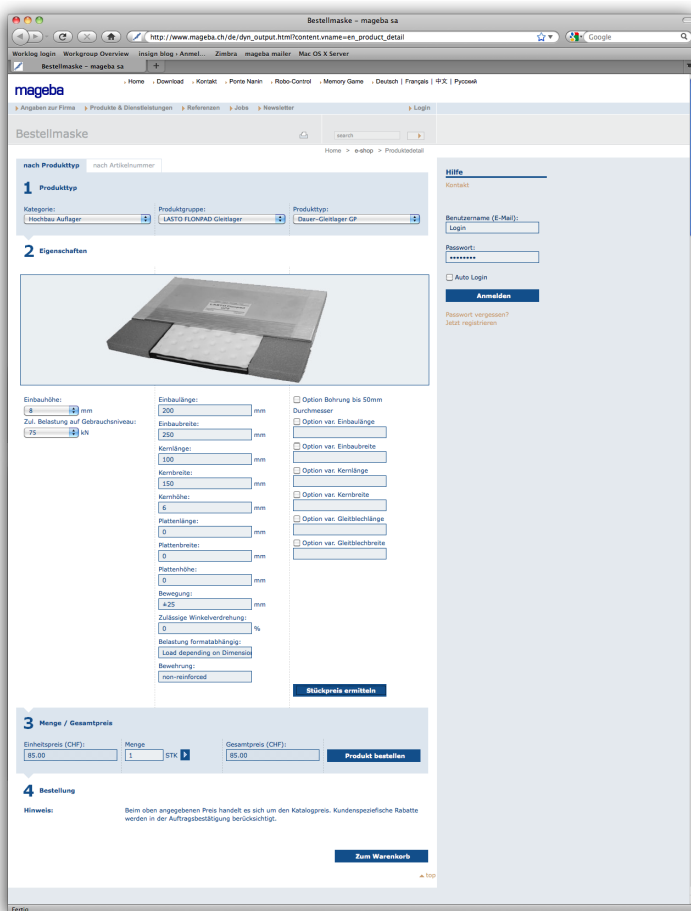 Bestellmaske – mageba sa
http://www.mageba.ch/de/dyn_output.html?content.vname=en_product_detail
Google
Worklog login Workgroup Overview insign blog › Anmel... Zimbra mageba mailer Mac OS X Server
Bestellmaske – mageba sa
mageba
Home Download Kontakt Ponte Nanin Robo-Control Memory Game Deutsch | Français | 中文 | Русский
Angaben zur Firma Produkte & Dienstleistungen Referenzen Jobs Newsletter Login
Bestellmaske
search
Home > e-shop > Produktedetail
nach Produkttyp nach Artikelnummer
1 Produkttyp
Kategorie: Produktgruppe: Produkttyp:
Hochbau Auflager LASTO FLONPAD Gleitlager Dauer-Gleitlager GF
2 Eigenschaften
Hilfe
Kontakt
Benutzername (E-Mail):
Login
Passwort:
••••••••
Auto Login
Anmelden
Passwort vergessen?
Jetzt registrieren
Einbauhöhe:
8 mm
Zul. Belastung auf Gebrauchsniveau:
75 kN
Einbaulänge:
200 mm
Einbaubreite:
250 mm
Kernlänge:
100 mm
Kernbreite:
150 mm
Kernhöhe:
6 mm
Plattenlänge:
0 mm
Plattenbreite:
0 mm
Plattenhöhe:
0 mm
Bewegung:
±25 mm
Zulässige Winkelverdrehung:
0 %
Belastung formatabhängig:
Load depending on Dimension
Bewehrung:
non-reinforced
Option Bohrung bis 50mm
Durchmesser
Option var. Einbaulänge
Option var. Einbaubreite
Option var. Kernlänge
Option var. Kernbreite
Option var. Gleitblechlänge
Option var. Gleitblechbreite
Stückpreis ermitteln
3 Menge / Gesamtpreis
Einheitspreis (CHF): Menge Gesamtpreis (CHF):
85.00 1 STK 85.00 Produkt bestellen
4 Bestellung
Hinweis: Beim oben angegebenen Preis handelt es sich um den Katalogpreis. Kundenspeziefische Rabatte
werden in der Auftragsbestätigung berücksichtigt.
Zum Warenkorb
top
Fertig